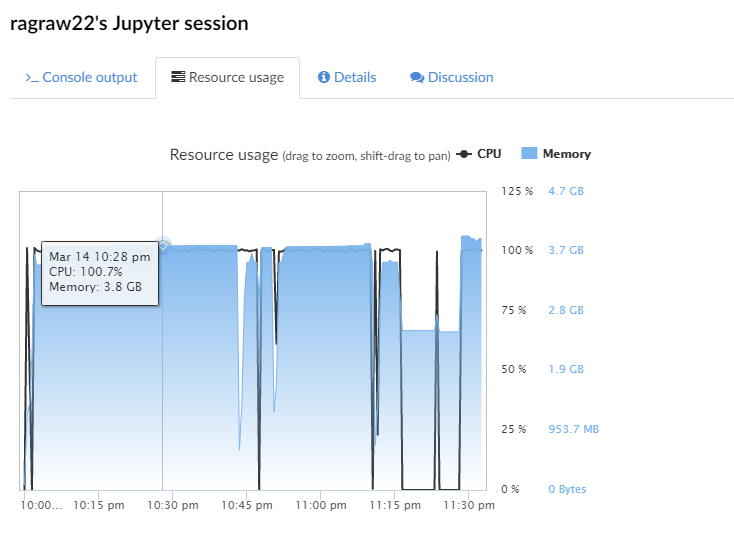 ragraw22's Jupyter session
>_ Console output Resource usage Details Discussion
Resource usage (drag to zoom, shift-drag to pan) CPU Memory
125 % 4.7 GB
100 % 3.7 GB
75 % 2.8 GB
50 % 1.9 GB
25 % 953.7 MB
0 % 0 Bytes
Mar 14 10:28 pm
CPU: 100.7%
Memory: 3.8 GB
10:00... 10:15 pm 10:30 pm 10:45 pm 11:00 pm 11:15 pm 11:30 pm